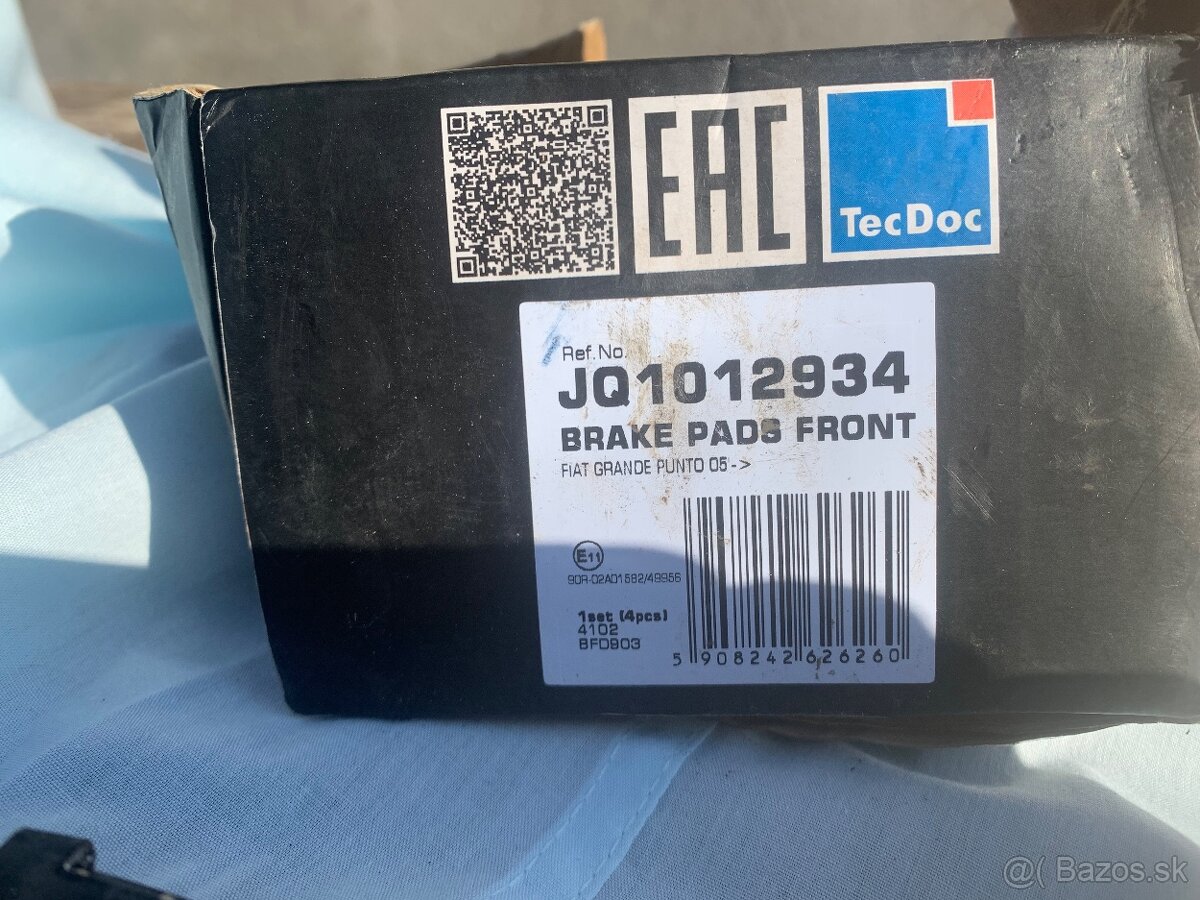 EAC
TecDoc
Ref.No.
JQ1012934
BRAKE PADS FRONT
FIAT GRANDE PUNTO 05'->
E11
90R-02A01582/49956
1set (4pcs)
4102
BFD903
5 908242 626260
@( Bazos.sk